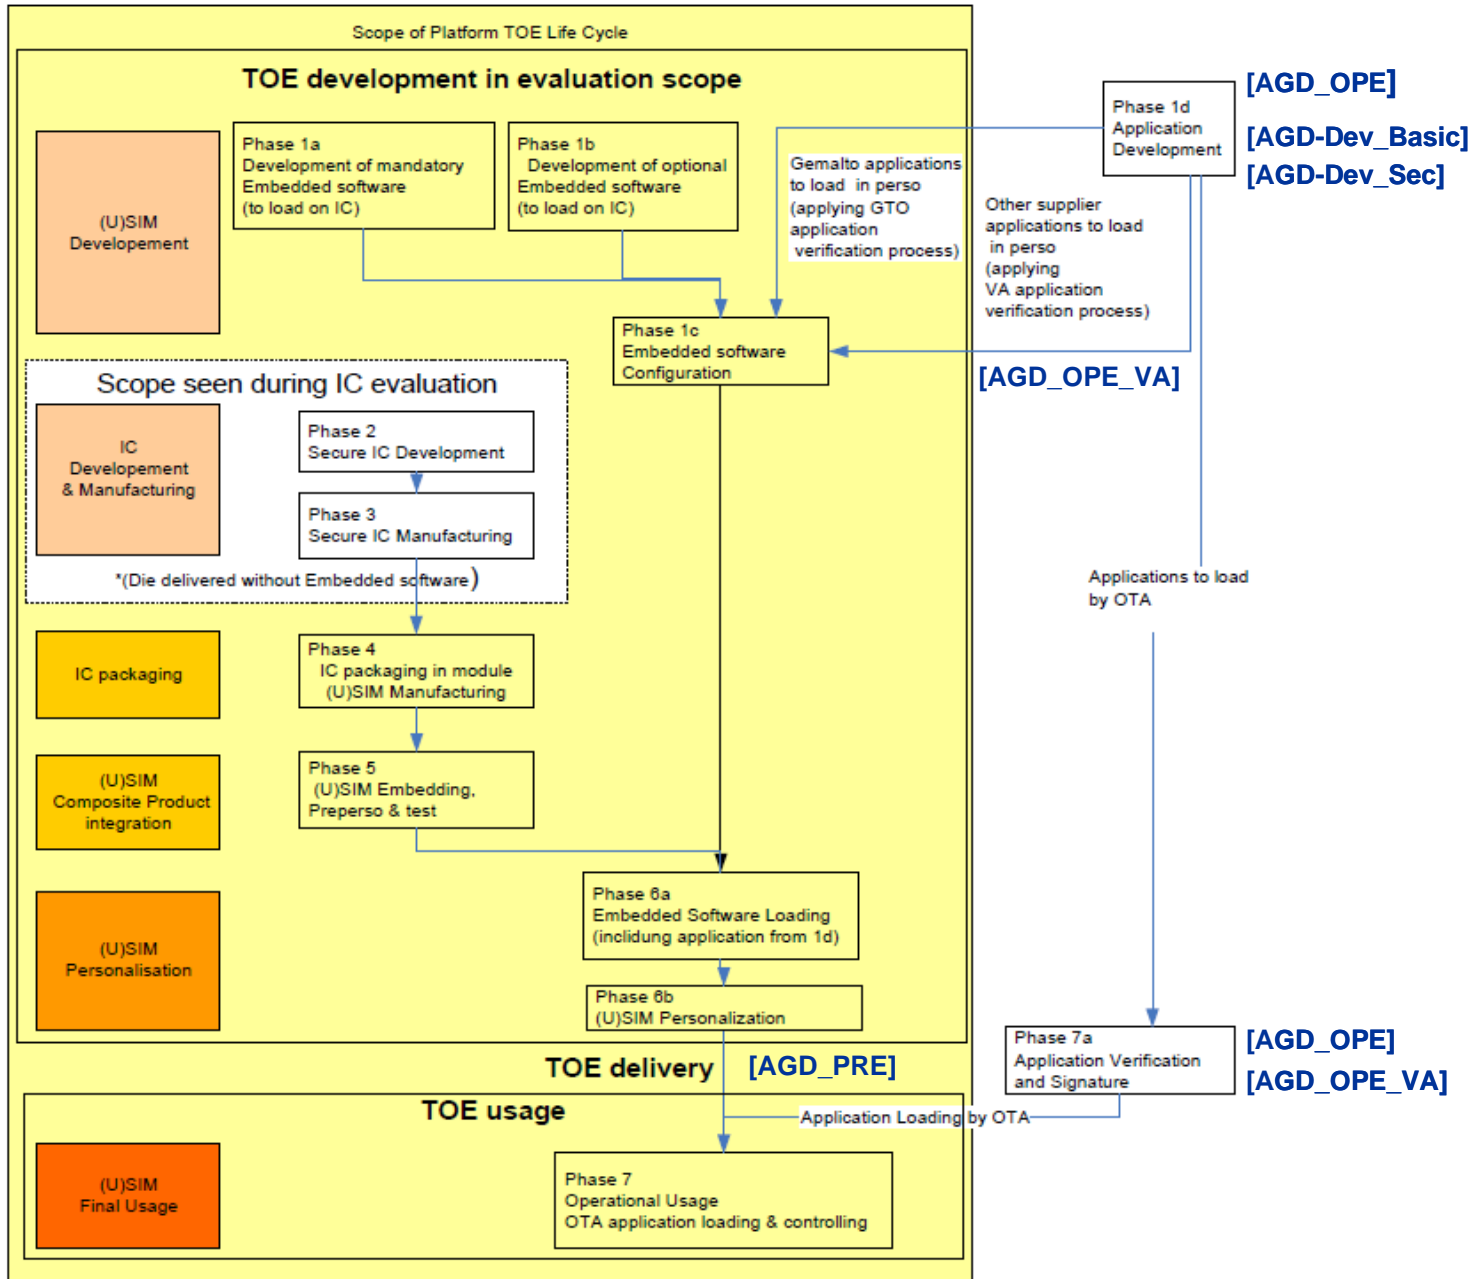 Scope of Platform TOE Life Cycle
TOE development in evaluation scope
(U)SIM
Developement
Phase 1a
Development of mandatory
Embedded software
(to load on IC)
Phase 1b
Development of optional
Embedded software
(to load on IC)
Gemalto applications
to load in perso
(applying GTO
application
verification process)
Phase 1d
Application
Development
[AGD_OPE]
[AGD-Dev_Basic]
[AGD-Dev_Sec]
Other supplier
applications to load
in perso
(applying
VA application
verification process)
Phase 1c
Embedded software
Configuration
[AGD_OPE_VA]
Scope seen during IC evaluation
IC
Developement
& Manufacturing
Phase 2
Secure IC Development
Phase 3
Secure IC Manufacturing
*(Die delivered without Embedded software)
Applications to load
by OTA
IC packaging
Phase 4
IC packaging in module
(U)SIM Manufacturing
(U)SIM
Composite Product
integration
Phase 5
(U)SIM Embedding,
Preperso & test
(U)SIM
Personalisation
Phase 6a
Embedded Software Loading
(inclidung application from 1d)
Phase 6b
(U)SIM Personalization
Phase 7a
Application Verification
and Signature
[AGD_OPE]
[AGD_OPE_VA]
TOE delivery
[AGD_PRE]
TOE usage
Application Loading by OTA
(U)SIM
Final Usage
Phase 7
Operational Usage
OTA application loading & controlling